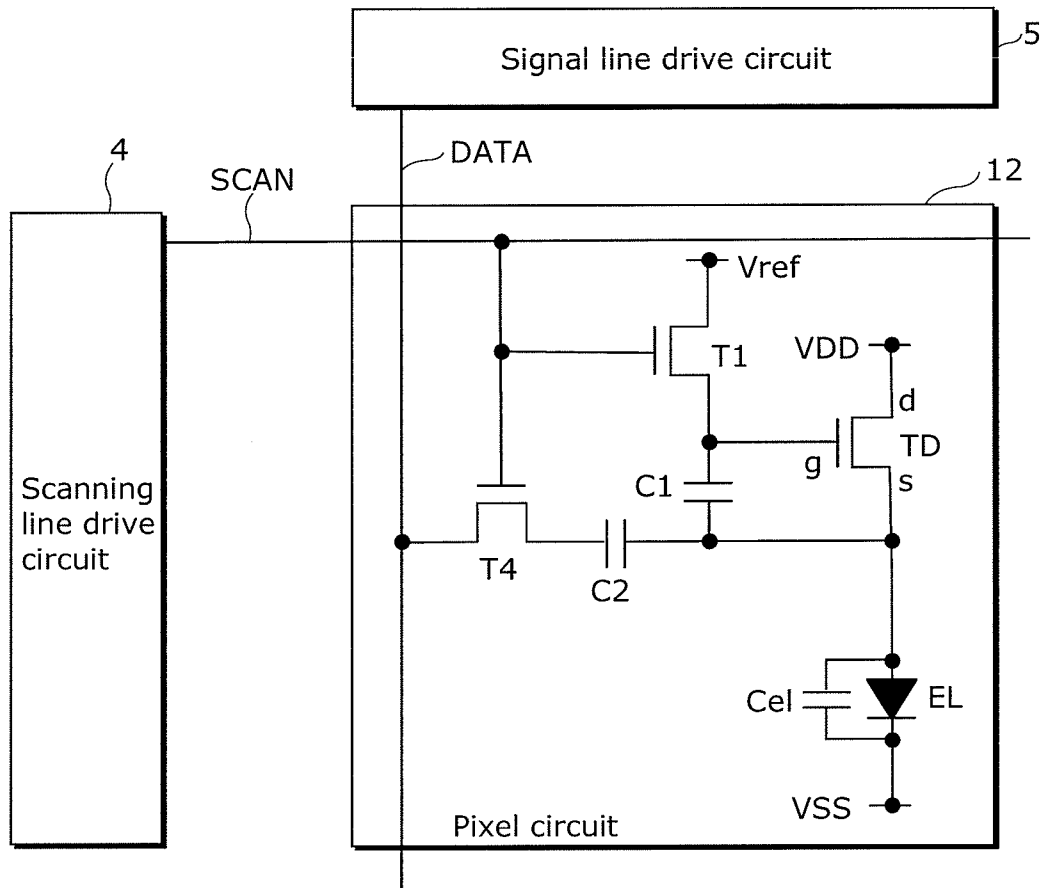 Signal line drive circuit
5
4
DATA
SCAN
12
Vref
T1
VDD
d
TD
g
s
C1
Scanning
line drive
circuit
T4
C2
Cel
EL
VSS
Pixel circuit